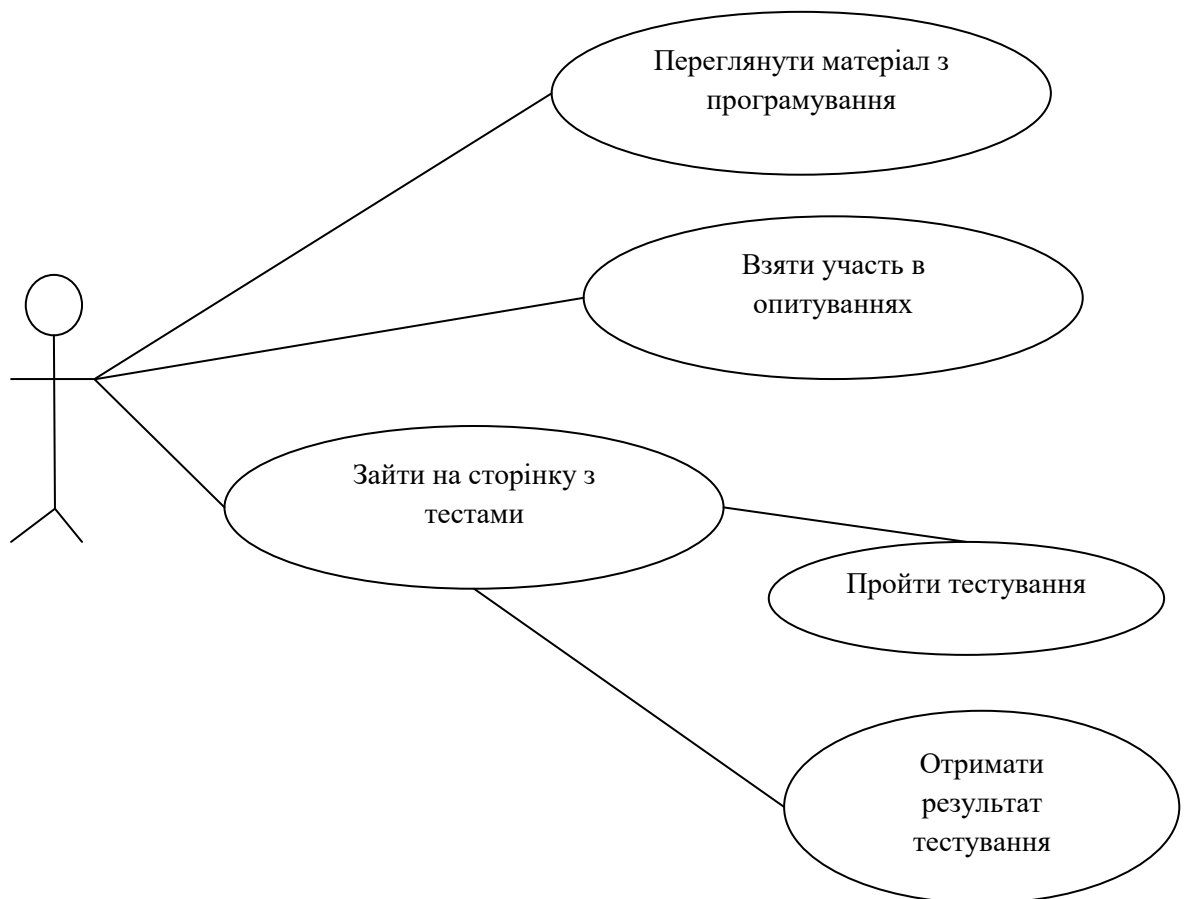 Переглянути матеріал з
програмування
Взяти участь в
опитуваннях
Зайти на сторінку з
тестами
Пройти тестування
Отримати
результат
тестування